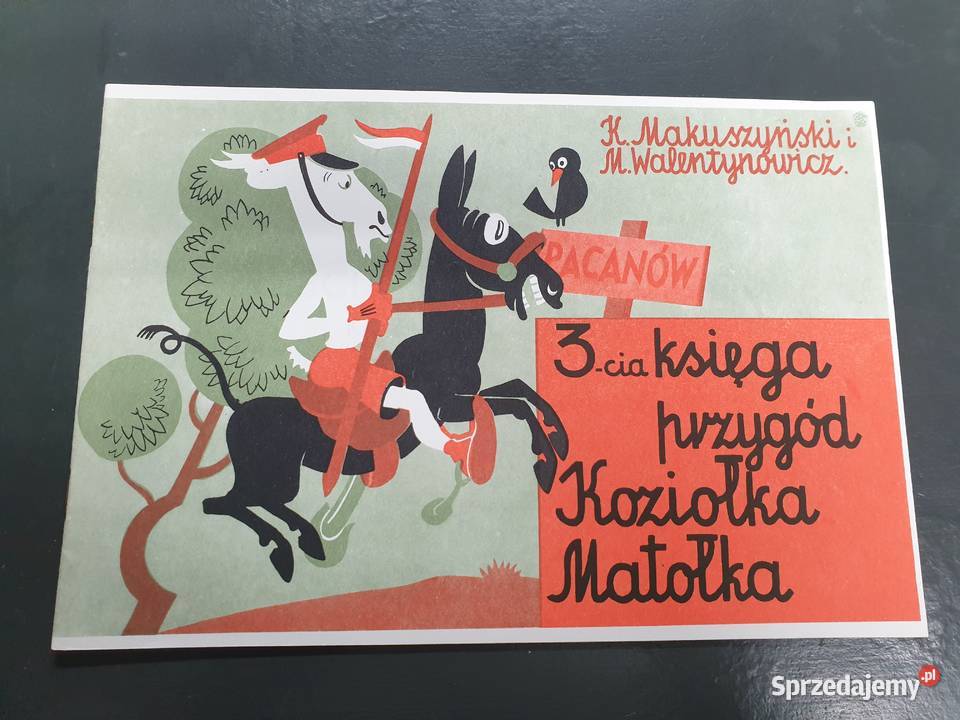 K. Makuszyński i
M. Walentynowicz.
PACANÓW
3-cia księga
przygód
Koziołka
Matołka
Sprzedajemy.pl